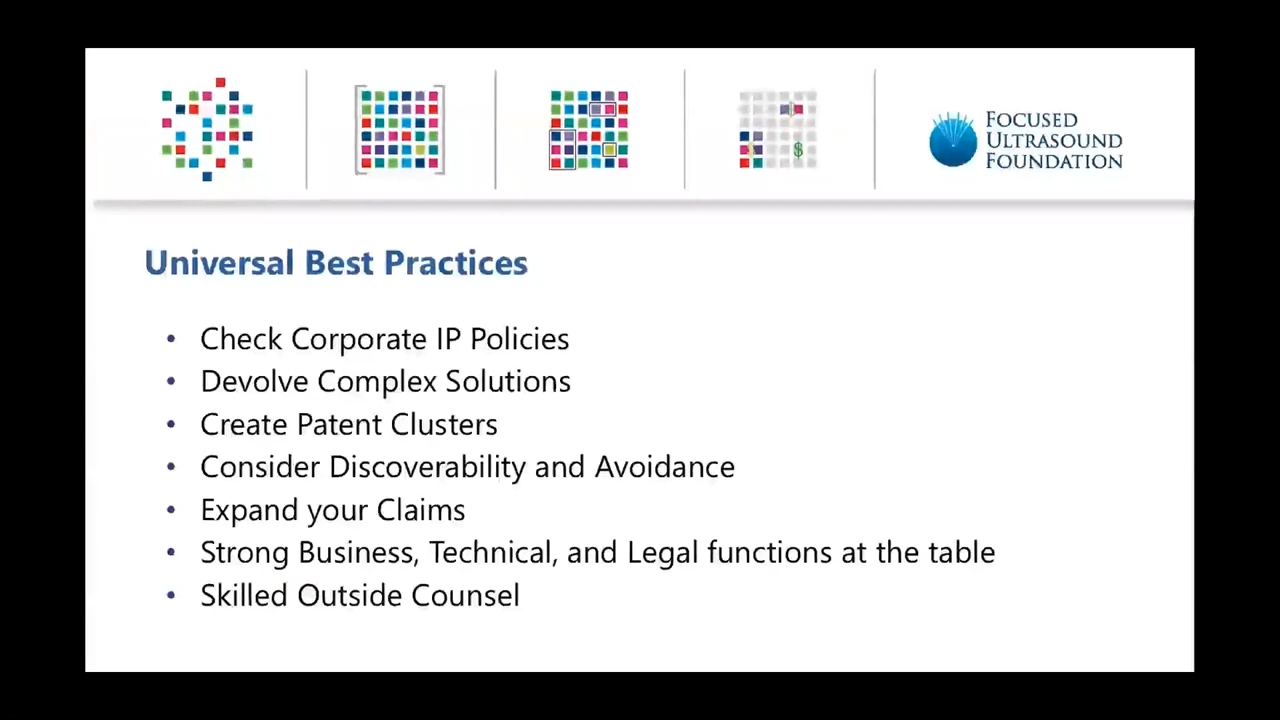 FOCUSED
ULTRASOUND
FOUNDATION
$
Universal Best Practices
• Check Corporate IP Policies
• Devolve Complex Solutions
• Create Patent Clusters
• Consider Discoverability and Avoidance
• Expand your Claims
• Strong Business, Technical, and Legal functions at the table
• Skilled Outside Counsel